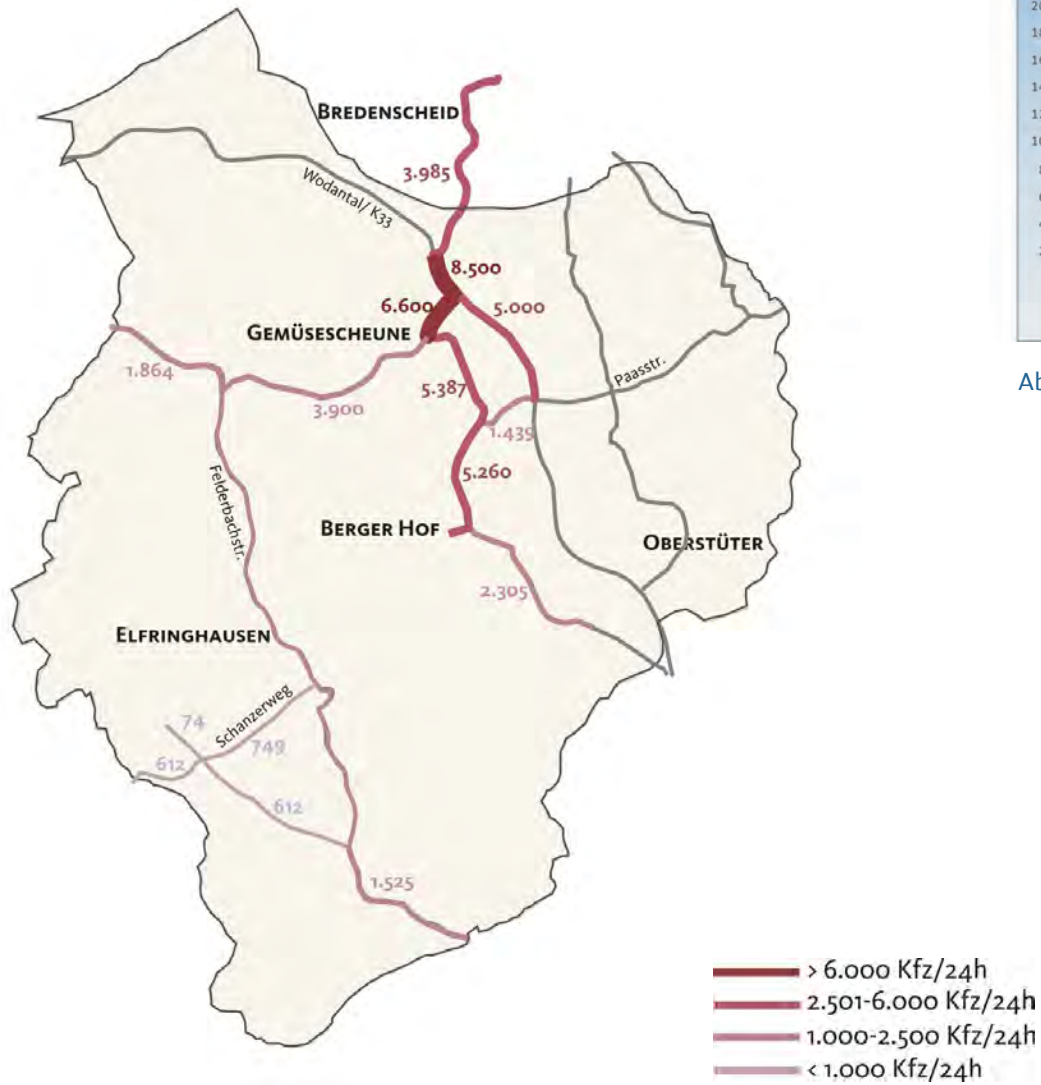 BREDENSCHEID
3.985
Wodantal/ K33
8.500
6.600
5.000
GEMÜSESCHEUNE
1.864
3.900
5.387
Paasstr.
1.439
5.260
Felderbachstr.
BERGER HOF
OBERSTÜTER
2.305
ELFRINGHAUSEN
Schanzerweg
74
749
612
612
1.525
> 6.000 Kfz/24h
2.501-6.000 Kfz/24h
1.000-2.500 Kfz/24h
< 1.000 Kfz/24h
Ab